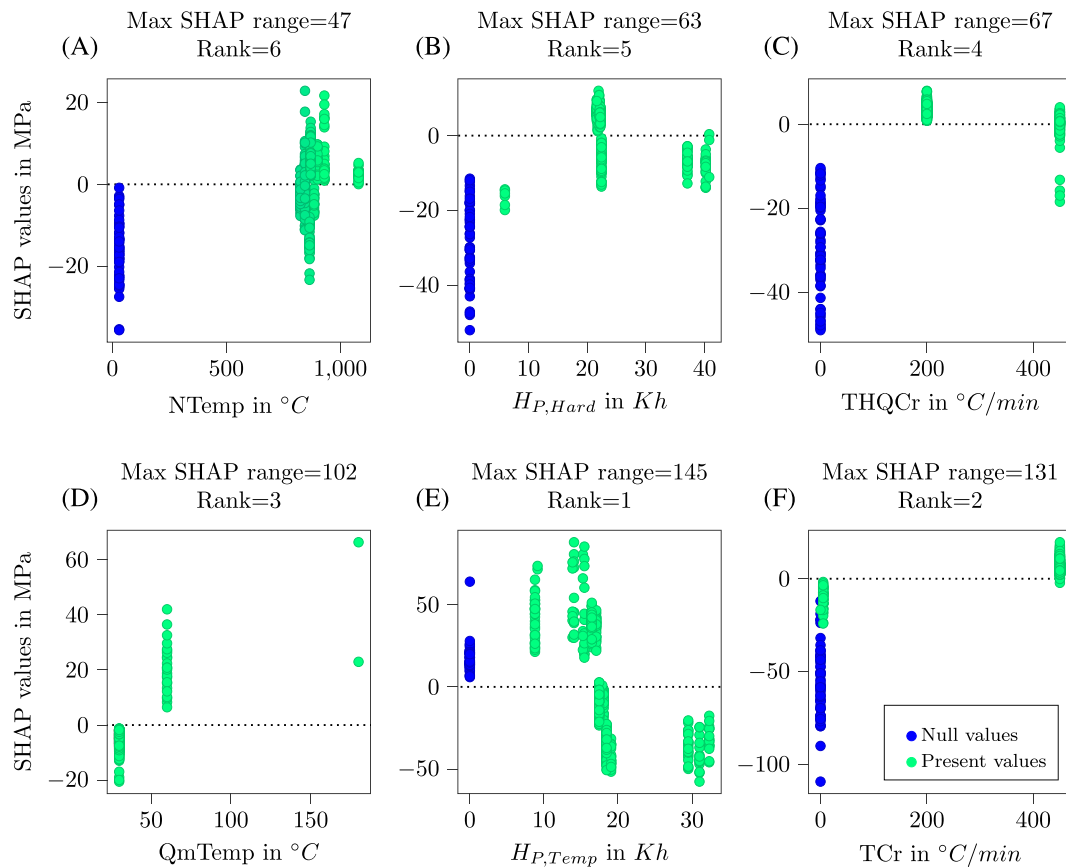 Max SHAP range=47
Rank=6
(A)
20
0
−20
SHAP values in MPa
0
500
1,000
NTemp in °C
Max SHAP range=63
Rank=5
(B)
0
−20
−40
0
10
20
30
40
H_{P,Hard} in Kh
Max SHAP range=67
Rank=4
(C)
0
−20
−40
0
200
400
THQCr in °C/min
Max SHAP range=102
Rank=3
(D)
60
40
20
0
−20
SHAP values in MPa
50
100
150
QmTemp in °C
Max SHAP range=145
Rank=1
(E)
50
0
−50
0
10
20
30
H_{P,Temp} in Kh
Max SHAP range=131
Rank=2
(F)
0
−50
−100
Null values
Present values
0
200
400
TCr in °C/min